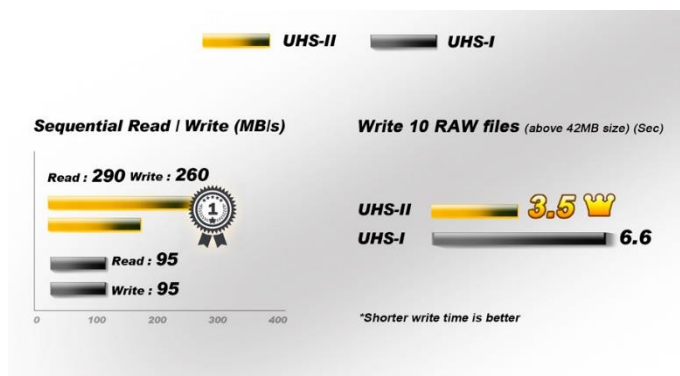 UHS-II UHS-I
Sequential Read / Write (MB|s)
Read : 290 Write : 260
1
Read : 95
Write : 95
0 100 200 300 400
Write 10 RAW files (above 42MB size) (Sec)
UHS-II 3.5
UHS-I 6.6
*Shorter write time is better